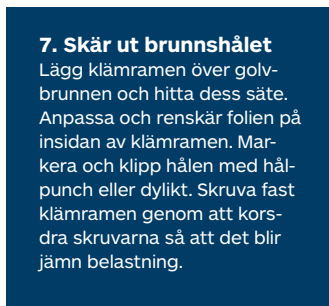 7. Skär ut brunnshålet
Lägg klämramen över golv-
brunnen och hitta dess säte.
Anpassa och renskär folien på
insidan av klämramen. Mar-
kera och klipp hålen med hål-
punch eller dylikt. Skruva fast
klämramen genom att kors-
dra skruvarna så att det blir
jämn belastning.